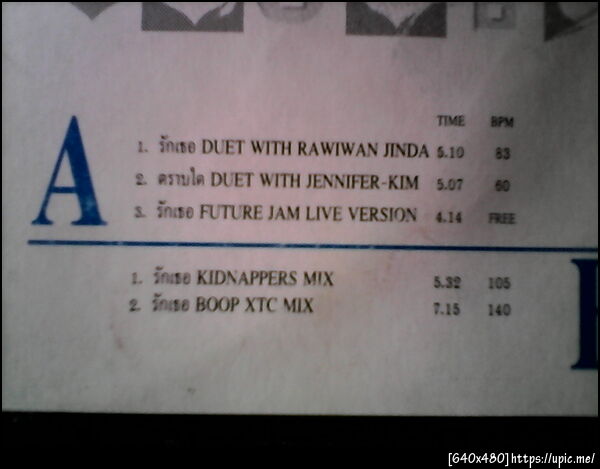 TIME BPM
A
1. รักเธอ DUET WITH RAWIWAN JINDA 5.10 83
2. ตราบใด DUET WITH JENNIFER-KIM 5.07 60
3. รักเธอ FUTURE JAM LIVE VERSION 4.14 FREE
1. รักเธอ KIDNAPPERS MIX 5.32 105
2. รักเธอ BOOP XTC MIX 7.15 140
[640x480]https://upic.me/